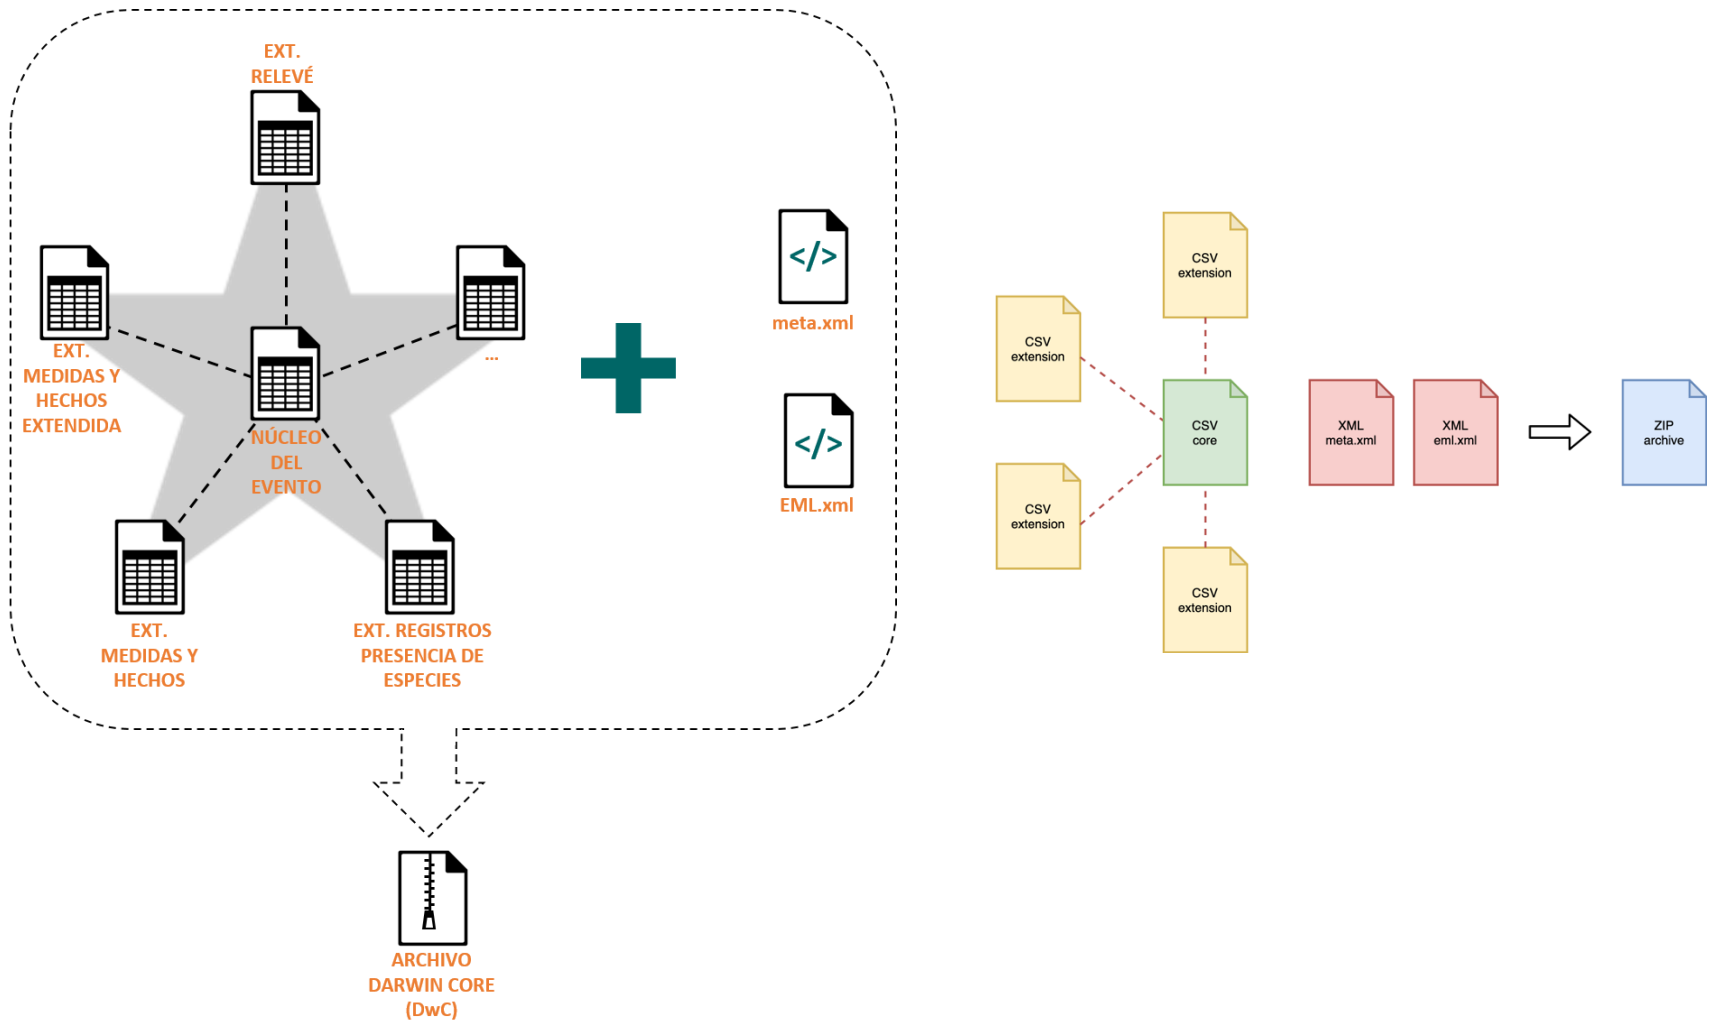 EXT.
RELEVÉ
EXT.
MEDIDAS Y
HECHOS
EXTENDIDA
...
NÚCLEO
DEL
EVENTO
EXT.
MEDIDAS Y
HECHOS
EXT. REGISTROS
PRESENCIA DE
ESPECIES
</>
meta.xml
</>
EML.xml
ARCHIVO
DARWIN CORE
(DwC)
CSV
extension
CSV
extension
CSV
core
CSV
extension
CSV
extension
XML
meta.xml
XML
eml.xml
ZIP
archive